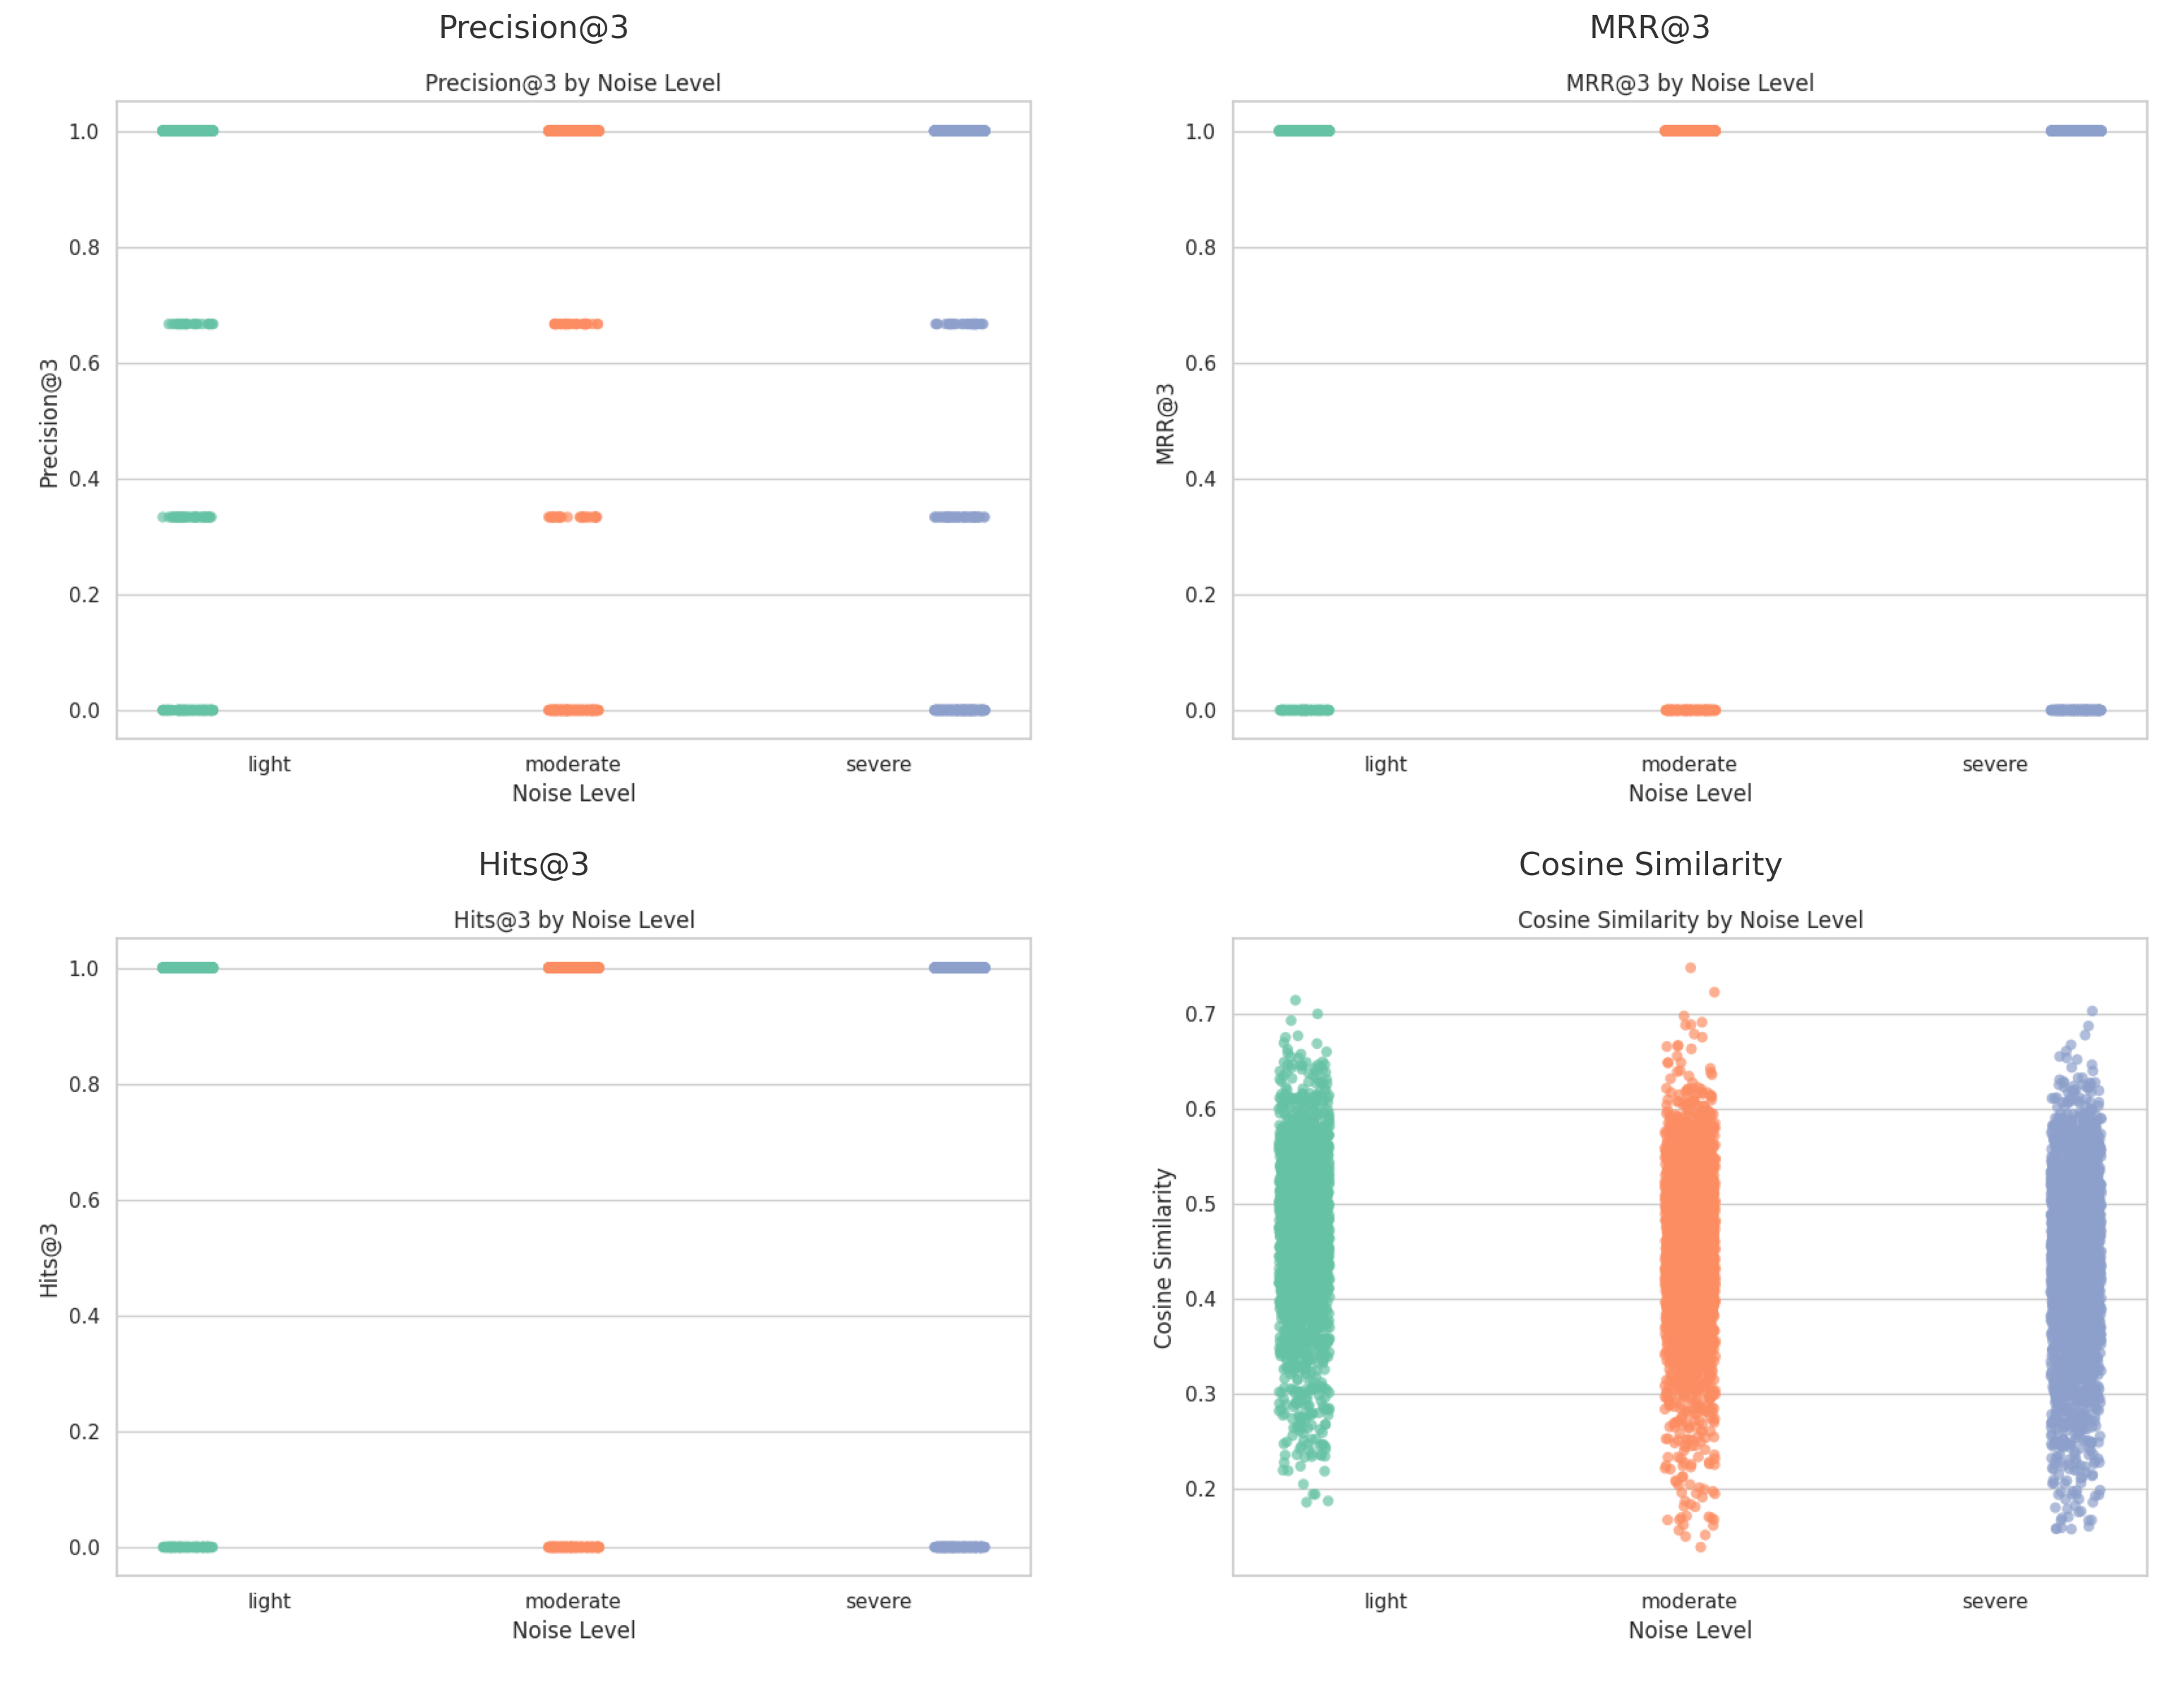 Precision@3
Precision@3 by Noise Level
1.0
0.8
0.6
0.4
0.2
0.0
Precision@3
light moderate severe
Noise Level
MRR@3
MRR@3 by Noise Level
1.0
0.8
0.6
0.4
0.2
0.0
MRR@3
light moderate severe
Noise Level
Hits@3
Hits@3 by Noise Level
1.0
0.8
0.6
0.4
0.2
0.0
Hits@3
light moderate severe
Noise Level
Cosine Similarity
Cosine Similarity by Noise Level
0.7
0.6
0.5
0.4
0.3
0.2
Cosine Similarity
light moderate severe
Noise Level